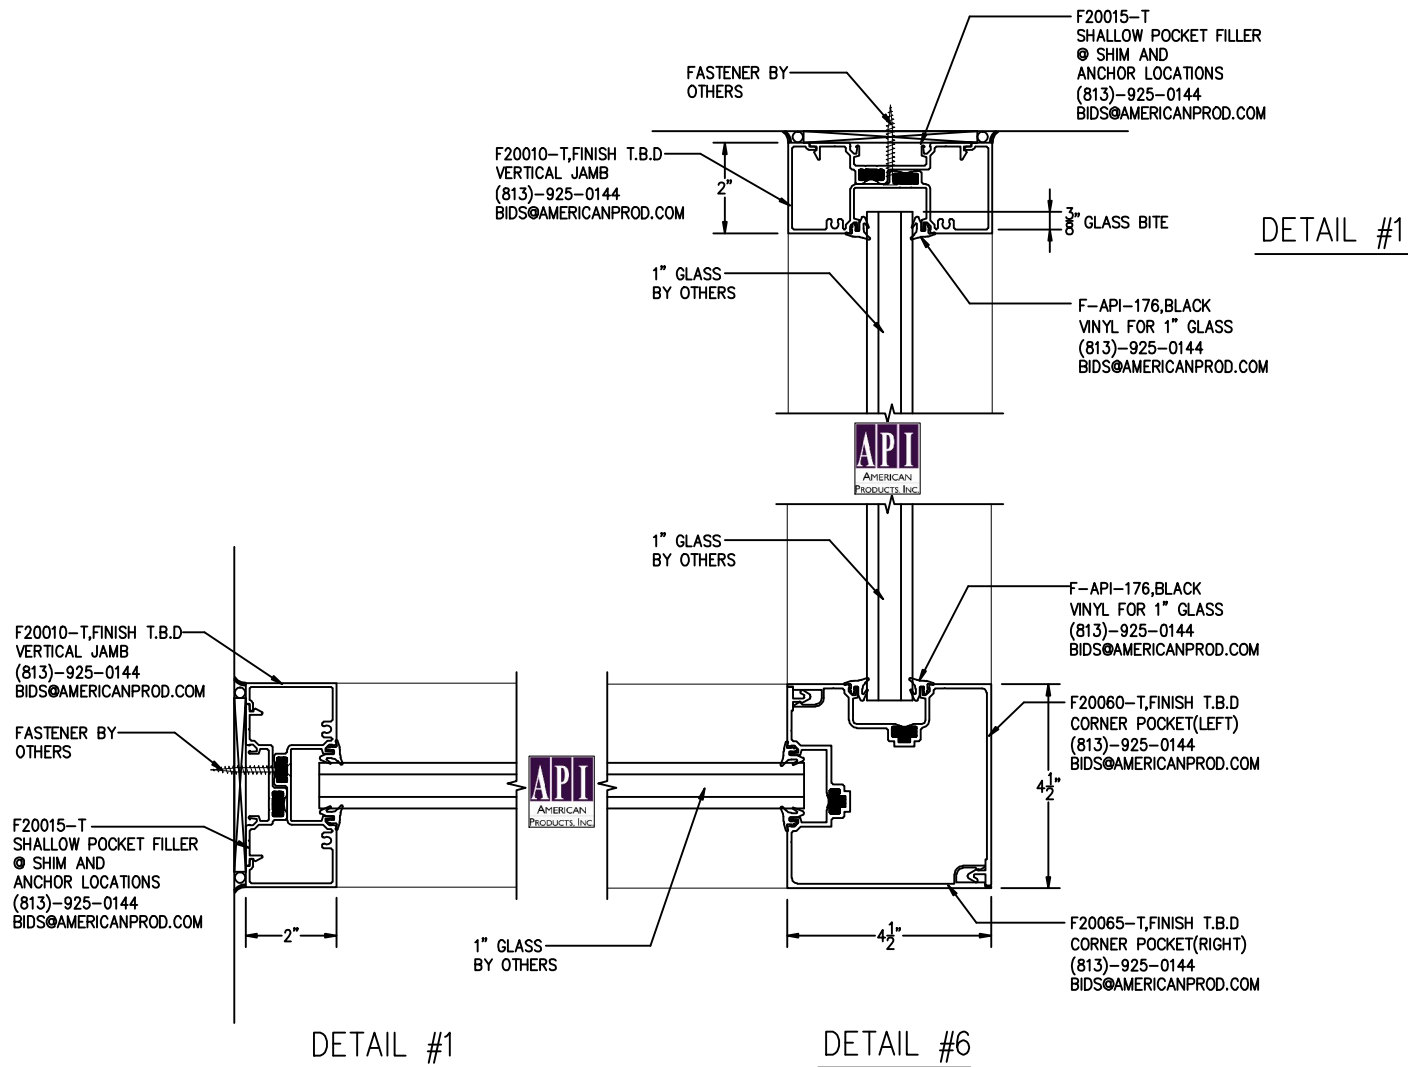 F20015-T
SHALLOW POCKET FILLER
@ SHIM AND
ANCHOR LOCATIONS
(813)-925-0144
BIDS@AMERICANPROD.COM
FASTENER BY
OTHERS
F20010-T,FINISH T.B.D
VERTICAL JAMB
(813)-925-0144
BIDS@AMERICANPROD.COM
2"
3/8" GLASS BITE
DETAIL #1
1" GLASS
BY OTHERS
F-API-176,BLACK
VINYL FOR 1" GLASS
(813)-925-0144
BIDS@AMERICANPROD.COM
API
AMERICAN
PRODUCTS, INC.
1" GLASS
BY OTHERS
F-API-176,BLACK
VINYL FOR 1" GLASS
(813)-925-0144
BIDS@AMERICANPROD.COM
F20010-T,FINISH T.B.D
VERTICAL JAMB
(813)-925-0144
BIDS@AMERICANPROD.COM
FASTENER BY
OTHERS
F20060-T,FINISH T.B.D
CORNER POCKET(LEFT)
(813)-925-0144
BIDS@AMERICANPROD.COM
4 1/2"
API
AMERICAN
PRODUCTS, INC.
F20015-T
SHALLOW POCKET FILLER
@ SHIM AND
ANCHOR LOCATIONS
(813)-925-0144
BIDS@AMERICANPROD.COM
2"
1" GLASS
BY OTHERS
4 1/2"
F20065-T,FINISH T.B.D
CORNER POCKET(RIGHT)
(813)-925-0144
BIDS@AMERICANPROD.COM
DETAIL #1
DETAIL #6